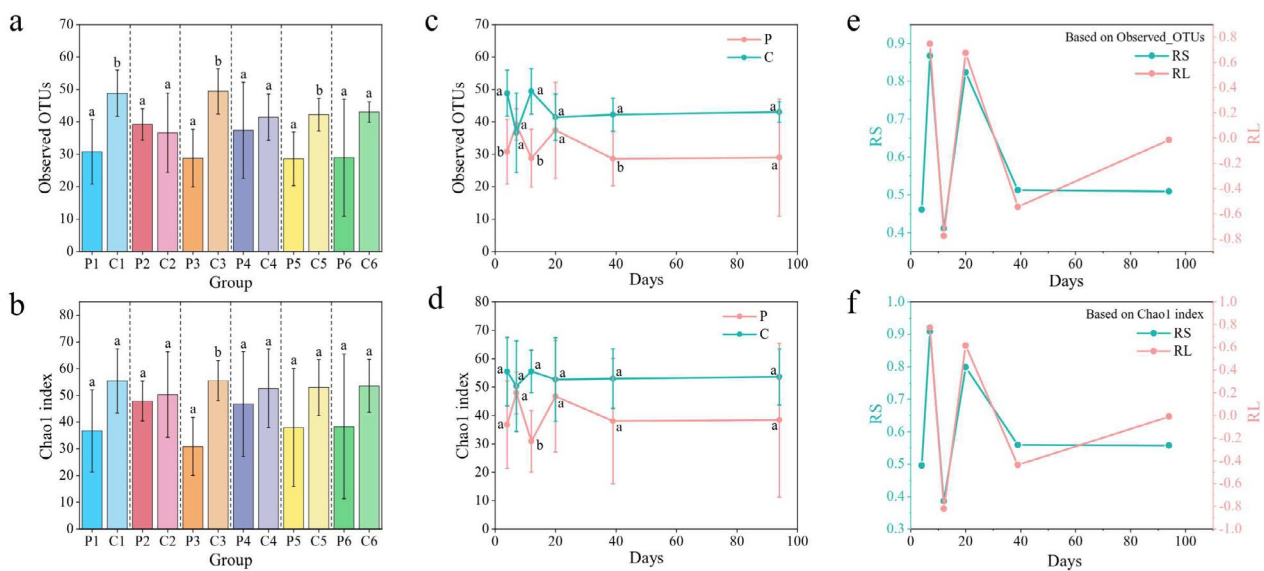 a
Observed OTUs
70
60
50
40
30
20
10
0
a b a a a b a a a b a a
P1 C1 P2 C2 P3 C3 P4 C4 P5 C5 P6 C6
Group
b
Chao1 index
80
70
60
50
40
30
20
10
0
a a a a a b a a a a a a
P1 C1 P2 C2 P3 C3 P4 C4 P5 C5 P6 C6
Group
c
Observed OTUs
70
60
50
40
30
20
10
0
P
C
a a a a a a
b a b a b a
0 20 40 60 80 100
Days
d
Chao1 index
80
70
60
50
40
30
20
10
0
P
C
a a a a a a
a a b a a a
0 20 40 60 80 100
Days
e
RS
0.9
0.8
0.7
0.6
0.5
0.4
Based on Observed_OTUs
RS
RL
0.8
0.6
0.4
0.2
0.0
-0.2
-0.4
-0.6
-0.8
RL
0 20 40 60 80 100
Days
f
RS
1.0
0.9
0.8
0.7
0.6
0.5
0.4
0.3
Based on Chao1 index
RS
RL
1.0
0.8
0.6
0.4
0.2
0.0
-0.2
-0.4
-0.6
-0.8
-1.0
RL
0 20 40 60 80 100
Days